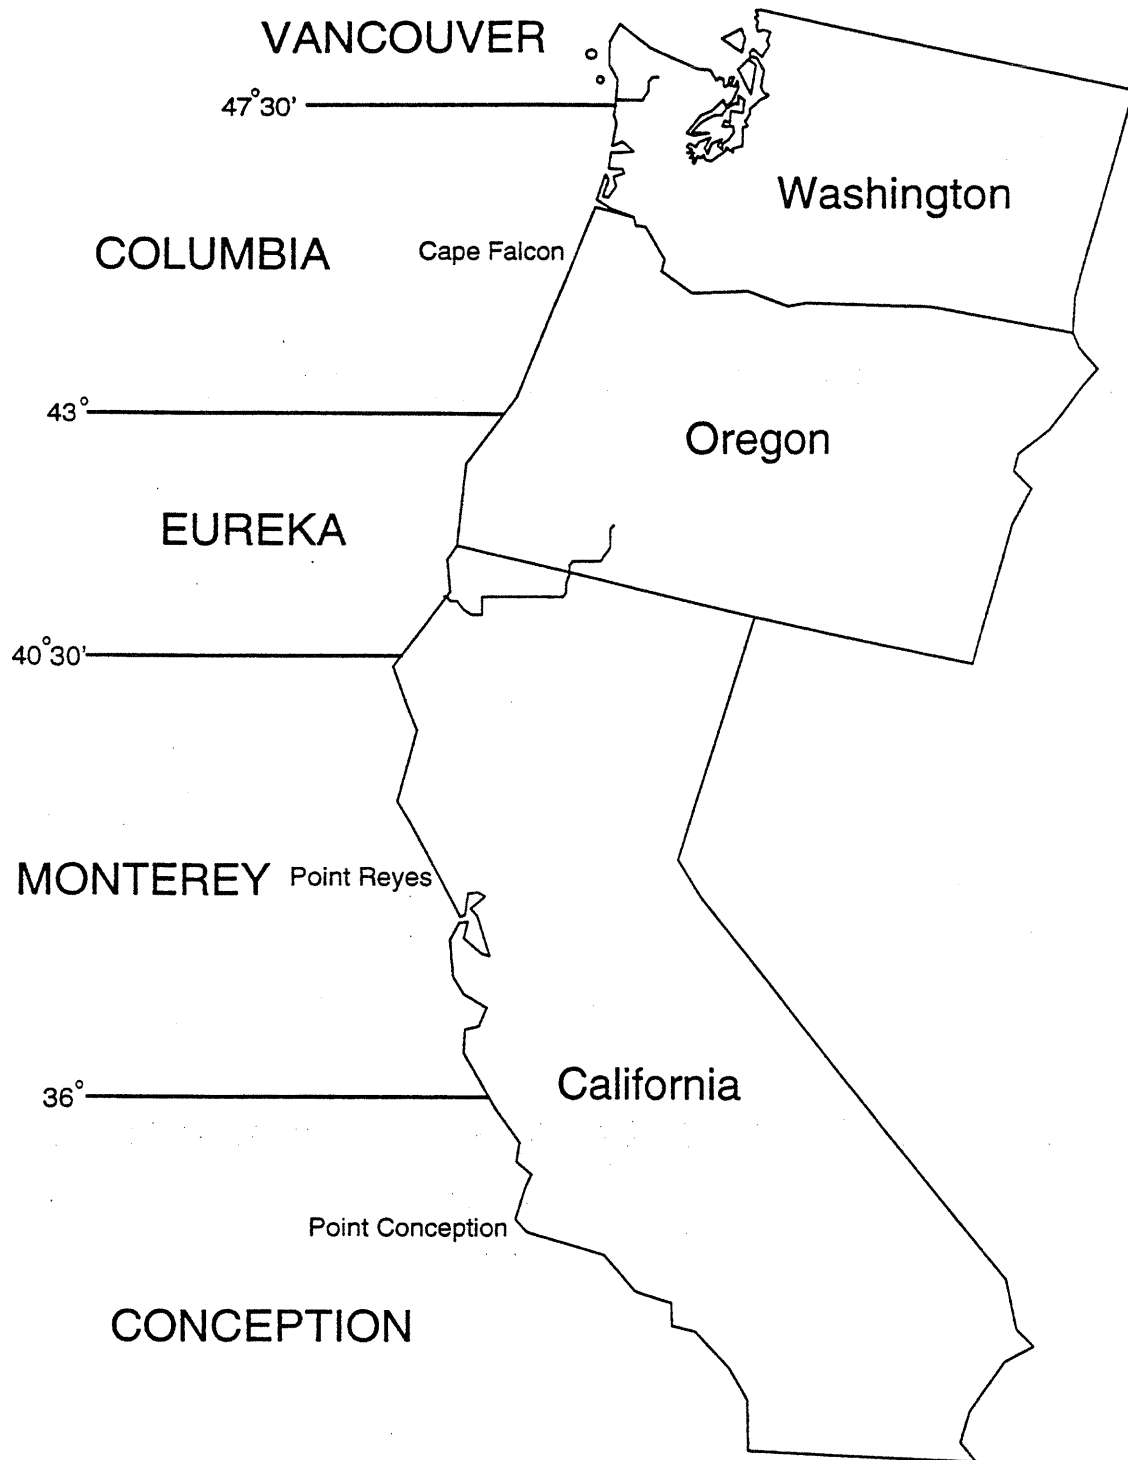 VANCOUVER
47°30'
Washington
COLUMBIA
Cape Falcon
43°
Oregon
EUREKA
40°30'
MONTEREY
Point Reyes
36°
California
Point Conception
CONCEPTION